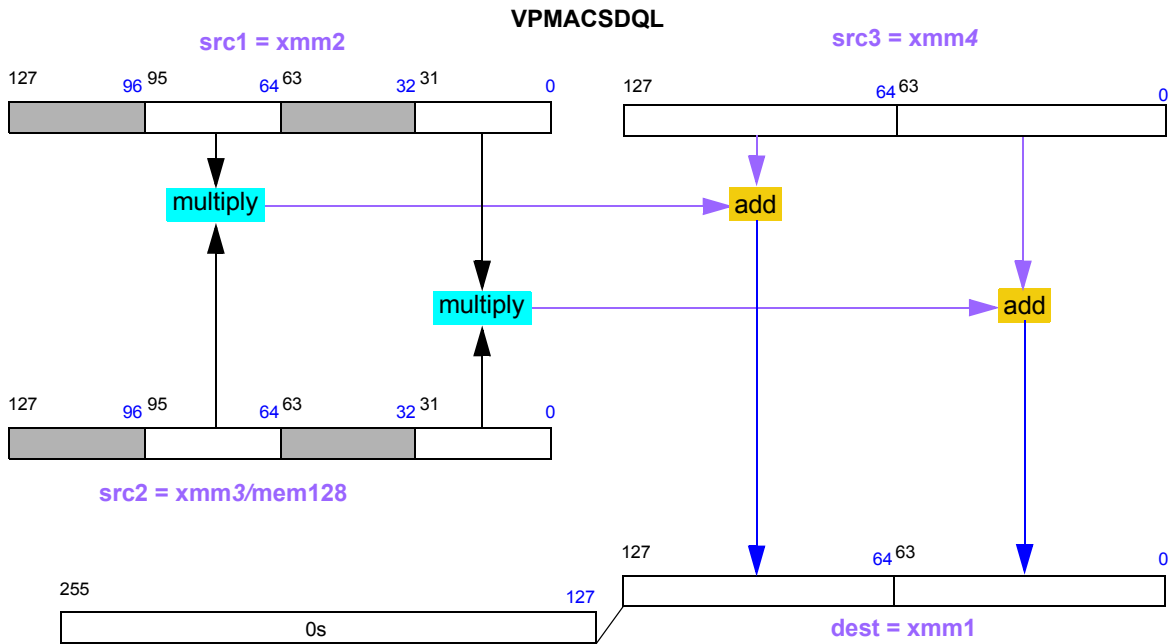 VPMACSDQL
src1 = xmm2
src3 = xmm4
127 96 95 64 63 32 31 0
127 64 63 0
multiply
add
multiply
add
127 96 95 64 63 32 31 0
src2 = xmm3/mem128
127 64 63 0
255 127
0s
dest = xmm1